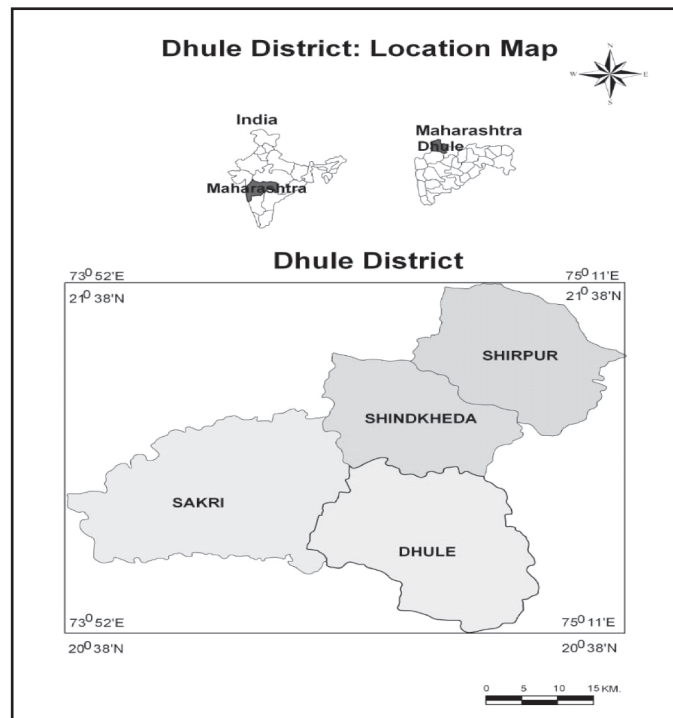 Dhule District: Location Map
N
W E
S
India
Maharashtra
Maharashtra
Dhule
Dhule District
73⁰ 52'E
21⁰ 38'N
75⁰ 11'E
21⁰ 38'N
SHIRPUR
SHINDKHEDA
SAKRI
DHULE
73⁰ 52'E
20⁰ 38'N
75⁰ 11'E
20⁰ 38'N
0 5 10 15 KM.